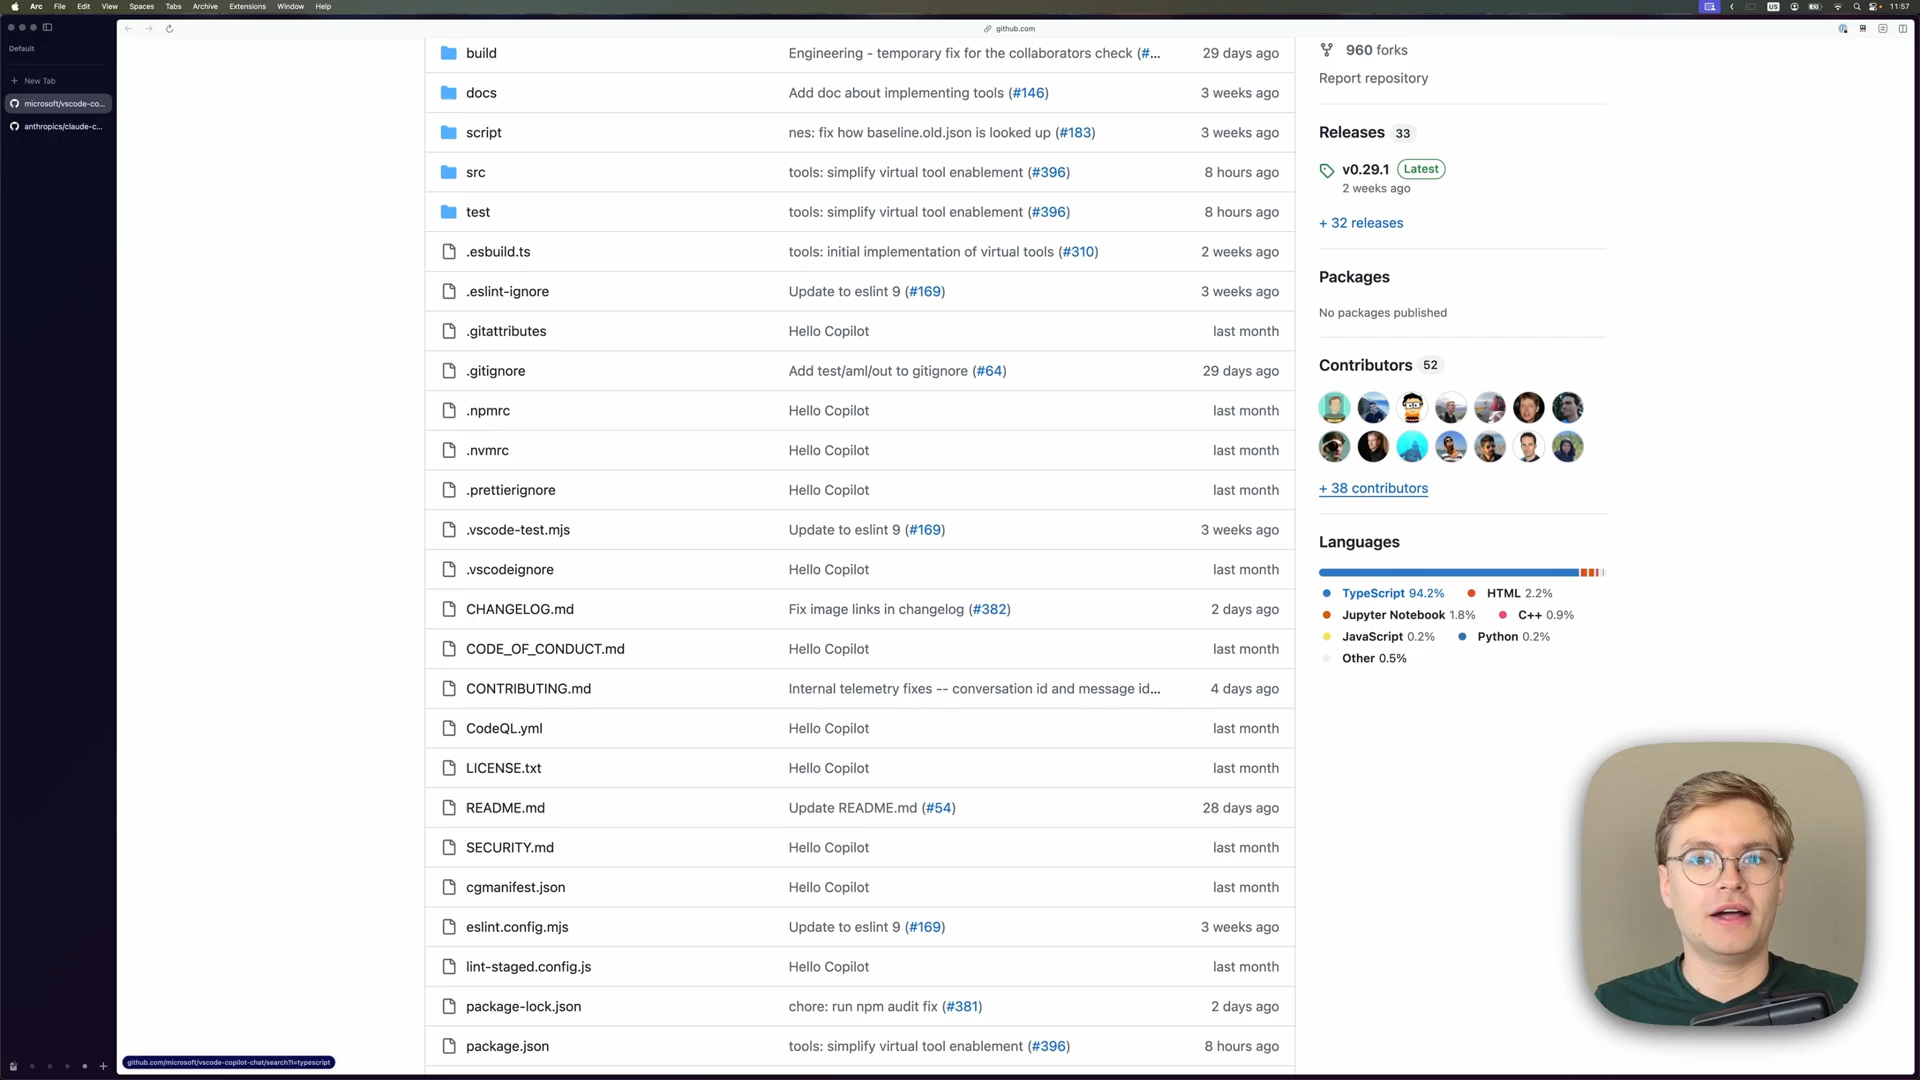 Arc File Edit View Spaces Tabs Archive Extensions Window Help
US 11:57
github.com
Default
+ New Tab
microsoft/vscode-co...
anthropics/claude-c...
build Engineering - temporary fix for the collaborators check (#... 29 days ago
docs Add doc about implementing tools (#146) 3 weeks ago
script nes: fix how baseline.old.json is looked up (#183) 3 weeks ago
src tools: simplify virtual tool enablement (#396) 8 hours ago
test tools: simplify virtual tool enablement (#396) 8 hours ago
.esbuild.ts tools: initial implementation of virtual tools (#310) 2 weeks ago
.eslint-ignore Update to eslint 9 (#169) 3 weeks ago
.gitattributes Hello Copilot last month
.gitignore Add test/aml/out to gitignore (#64) 29 days ago
.npmrc Hello Copilot last month
.nvmrc Hello Copilot last month
.prettierignore Hello Copilot last month
.vscode-test.mjs Update to eslint 9 (#169) 3 weeks ago
.vscodeignore Hello Copilot last month
CHANGELOG.md Fix image links in changelog (#382) 2 days ago
CODE_OF_CONDUCT.md Hello Copilot last month
CONTRIBUTING.md Internal telemetry fixes -- conversation id and message id... 4 days ago
CodeQL.yml Hello Copilot last month
LICENSE.txt Hello Copilot last month
README.md Update README.md (#54) 28 days ago
SECURITY.md Hello Copilot last month
cgmanifest.json Hello Copilot last month
eslint.config.mjs Update to eslint 9 (#169) 3 weeks ago
lint-staged.config.js Hello Copilot last month
package-lock.json chore: run npm audit fix (#381) 2 days ago
package.json tools: simplify virtual tool enablement (#396) 8 hours ago
960 forks
Report repository
Releases 33
v0.29.1 Latest
2 weeks ago
+ 32 releases
Packages
No packages published
Contributors 52
+ 38 contributors
Languages
TypeScript 94.2% HTML 2.2%
Jupyter Notebook 1.8% C++ 0.9%
JavaScript 0.2% Python 0.2%
Other 0.5%
github.com/microsoft/vscode-copilot-chat/search?l=typescript